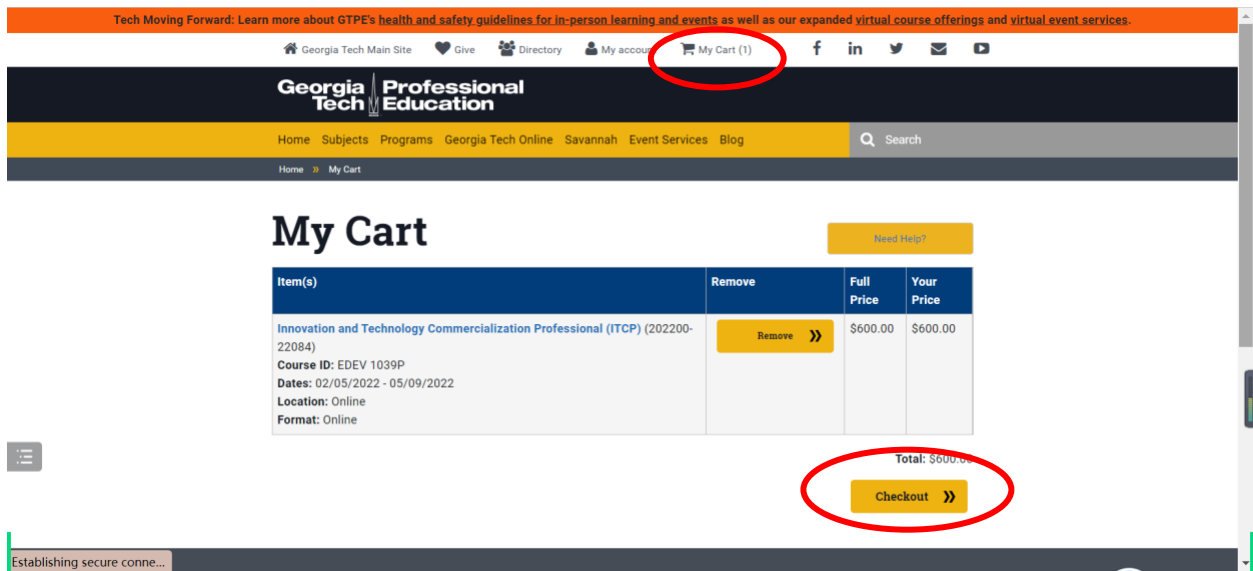 Tech Moving Forward: Learn more about GTPE's health and safety guidelines for in-person learning and events as well as our expanded virtual course offerings and virtual event services.
Georgia Tech Main Site Give Directory My accoun My Cart (1)
Georgia Professional
Tech Education
Home Subjects Programs Georgia Tech Online Savannah Event Services Blog Search
Home » My Cart
My Cart
Need Help?
Item(s) Remove Full Price Your Price
Innovation and Technology Commercialization Professional (ITCP) (202200-
22084)
Remove » $600.00 $600.00
Course ID: EDEV 1039P
Dates: 02/05/2022 - 05/09/2022
Location: Online
Format: Online
Total: $600.00
Checkout »
Establishing secure conne...